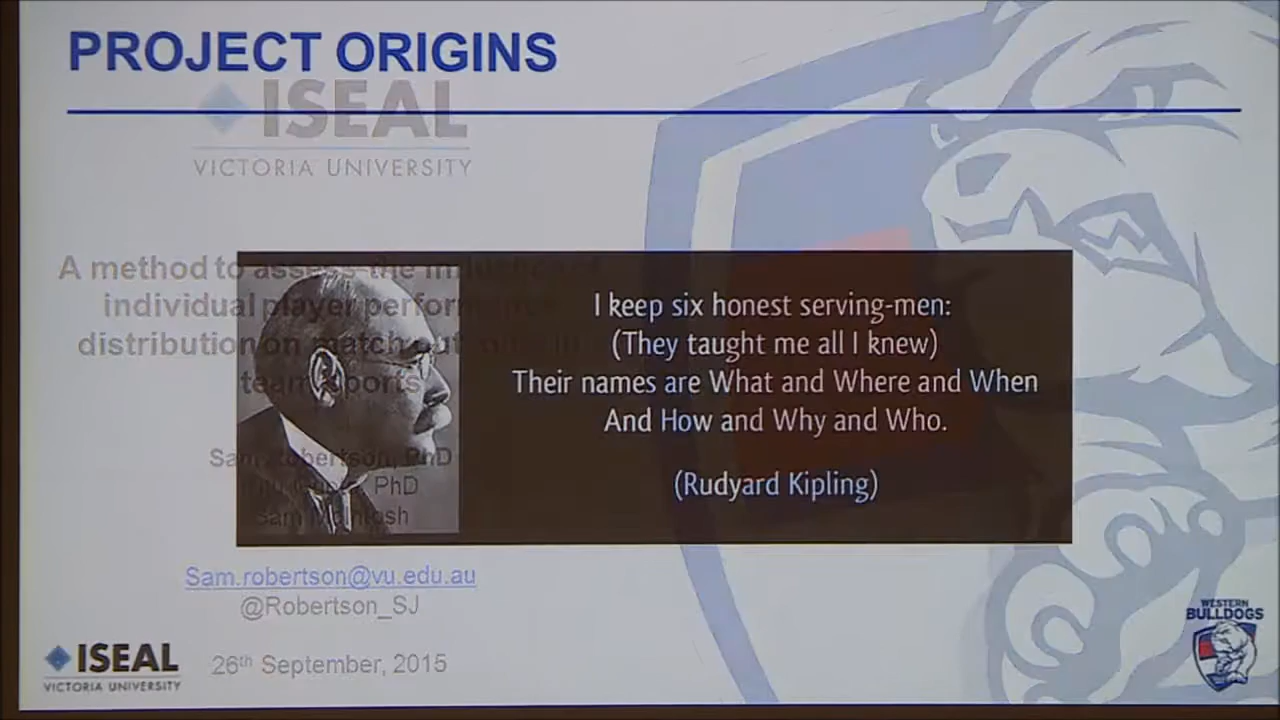 PROJECT ORIGINS
ISEAL
VICTORIA UNIVERSITY
A method to assess the influence of
individual player performance
distribution on match outcome in
team sports
I keep six honest serving-men:
(They taught me all I knew)
Their names are What and Where and When
And How and Why and Who.
(Rudyard Kipling)
Sam Robertson, PhD
PhD
Sam McIntosh
Sam.robertson@vu.edu.au
@Robertson_SJ
26th September, 2015
ISEAL
VICTORIA UNIVERSITY
WESTERN
BULLDOGS